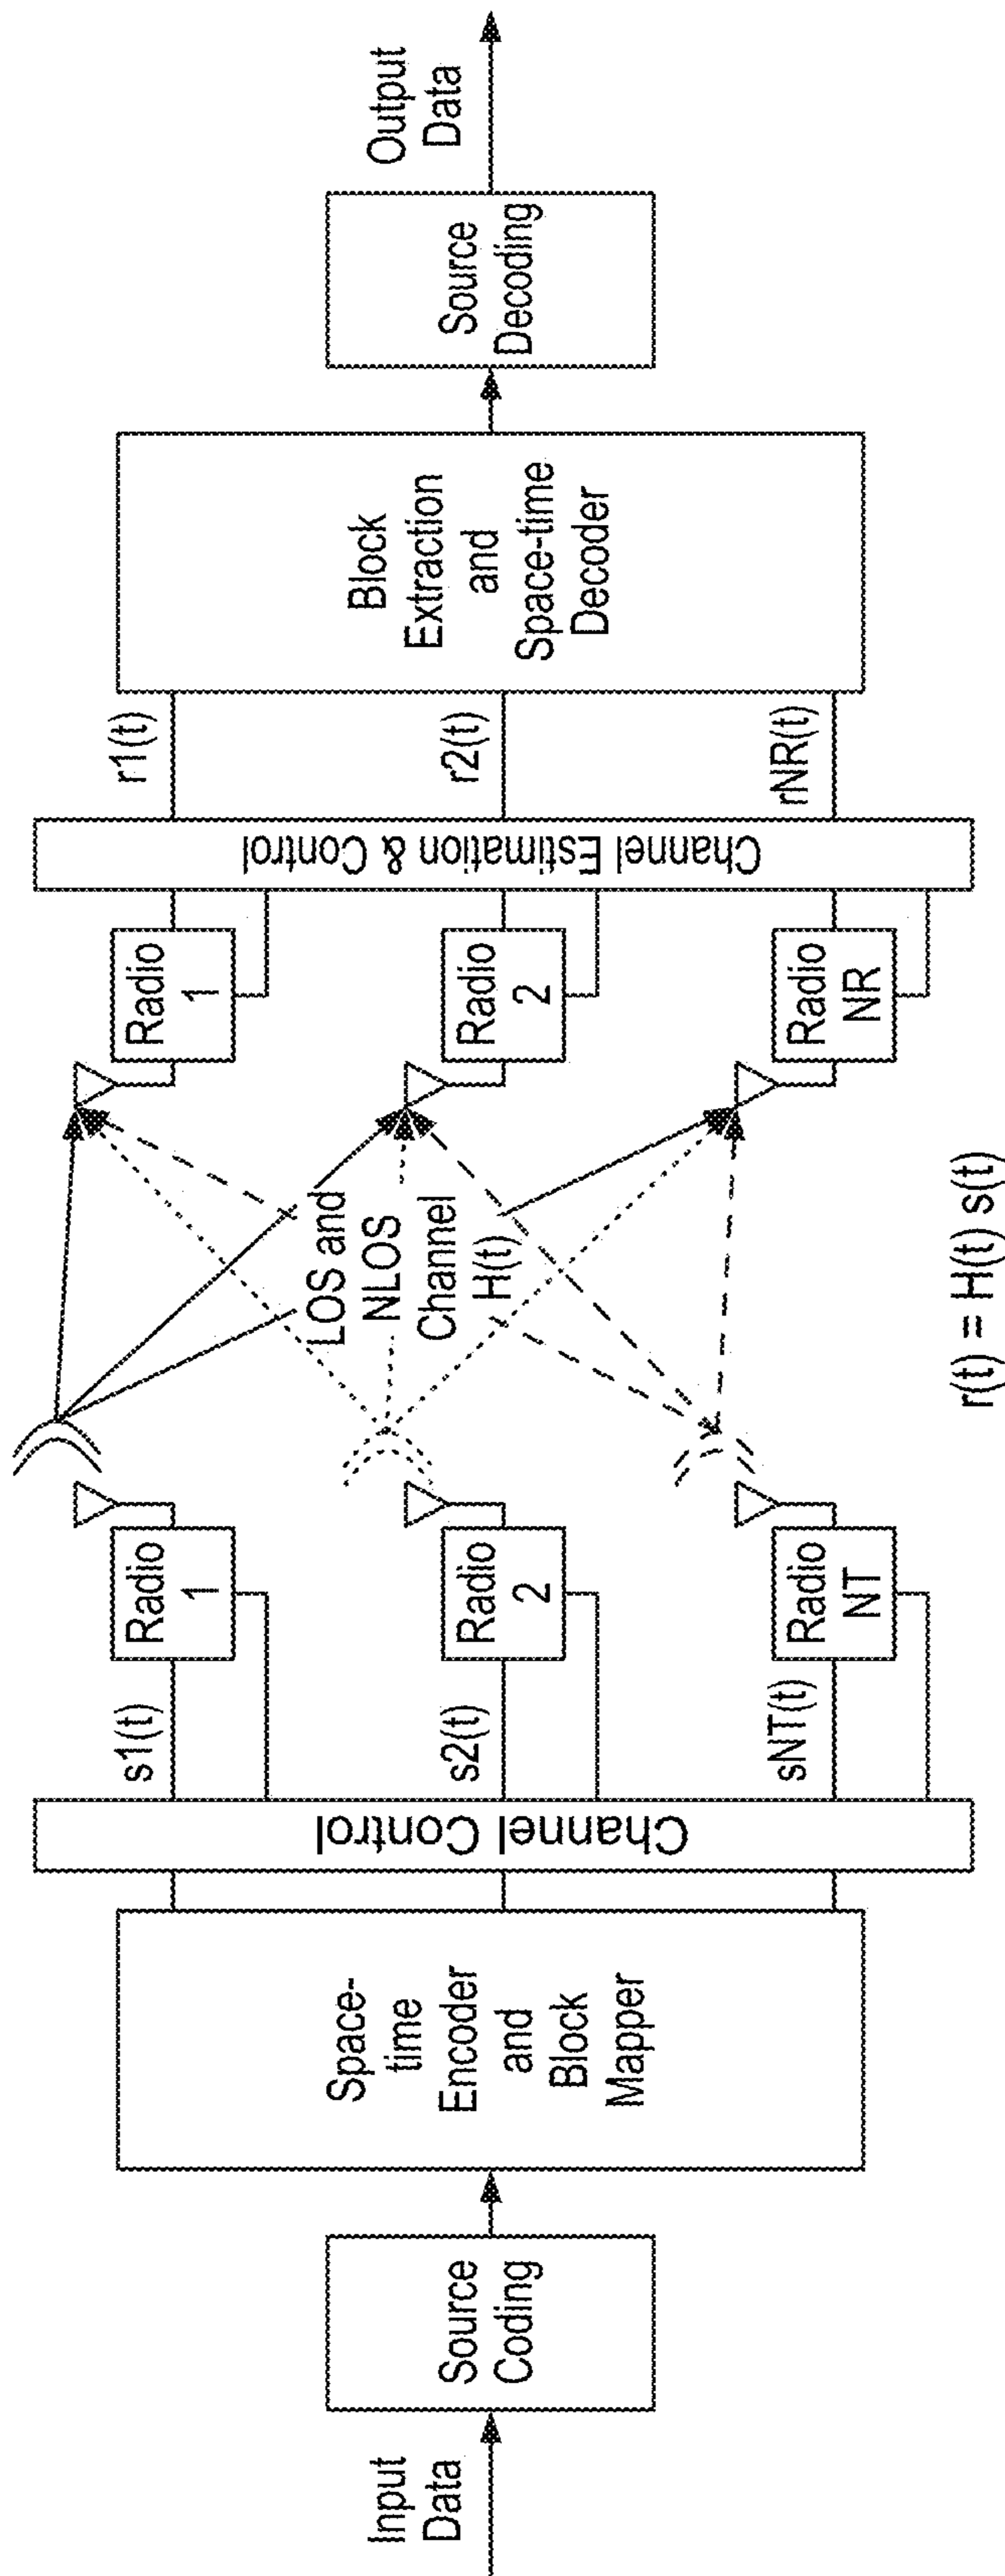 Input
Data
Source
Coding
Space-
time
Encoder
and
Block
Mapper
Channel Control
s1(t)
s2(t)
sNT(t)
Radio
1
Radio
2
Radio
NT
LOS and
NLOS
Channel
H(t)
Radio
1
Radio
2
Radio
NR
Channel Estimation & Control
r1(t)
r2(t)
rNR(t)
Block
Extraction
and
Space-time
Decoder
Source
Decoding
Output
Data
r(t) = H(t) s(t)